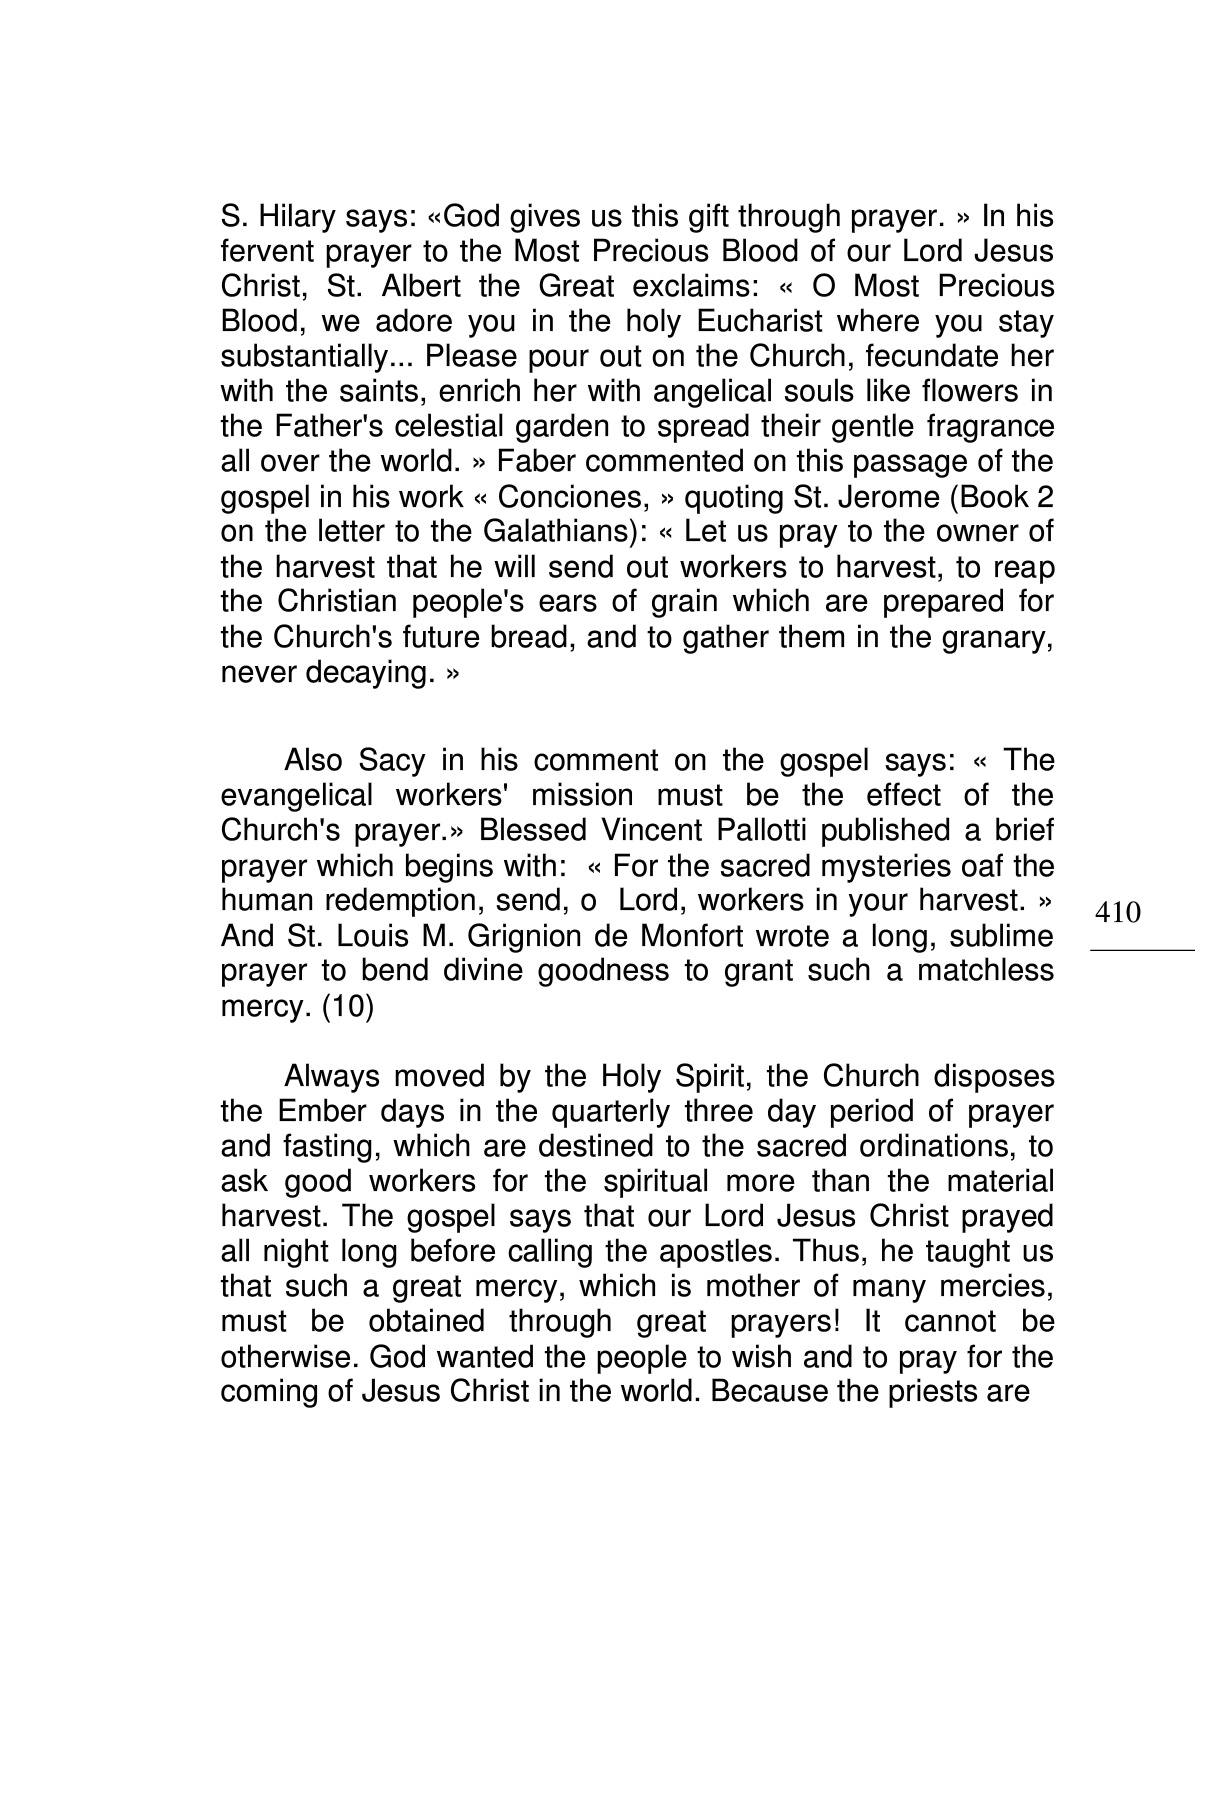 S. Hilary says: «God gives us this gift through prayer. » In his
fervent prayer to the Most Precious Blood of our Lord Jesus
Christ, St. Albert the Great exclaims: « O Most Precious
Blood, we adore you in the holy Eucharist where you stay
substantially... Please pour out on the Church, fecundate her
with the saints, enrich her with angelical souls like flowers in
the Father's celestial garden to spread their gentle fragrance
all over the world. » Faber commented on this passage of the
gospel in his work « Conciones, » quoting St. Jerome (Book 2
on the letter to the Galathians): « Let us pray to the owner of
the harvest that he will send out workers to harvest, to reap
the Christian people's ears of grain which are prepared for
the Church's future bread, and to gather them in the granary,
never decaying. »
Also Sacy in his comment on the gospel says: « The
evangelical workers' mission must be the effect of the
Church's prayer.» Blessed Vincent Pallotti published a brief
prayer which begins with: « For the sacred mysteries oaf the
human redemption, send, o Lord, workers in your harvest. »
And St. Louis M. Grignion de Monfort wrote a long, sublime
prayer to bend divine goodness to grant such a matchless
mercy. (10)
Always moved by the Holy Spirit, the Church disposes
the Ember days in the quarterly three day period of prayer
and fasting, which are destined to the sacred ordinations, to
ask good workers for the spiritual more than the material
harvest. The gospel says that our Lord Jesus Christ prayed
all night long before calling the apostles. Thus, he taught us
that such a great mercy, which is mother of many mercies,
must be obtained through great prayers! It cannot be
otherwise. God wanted the people to wish and to pray for the
coming of Jesus Christ in the world. Because the priests are
410